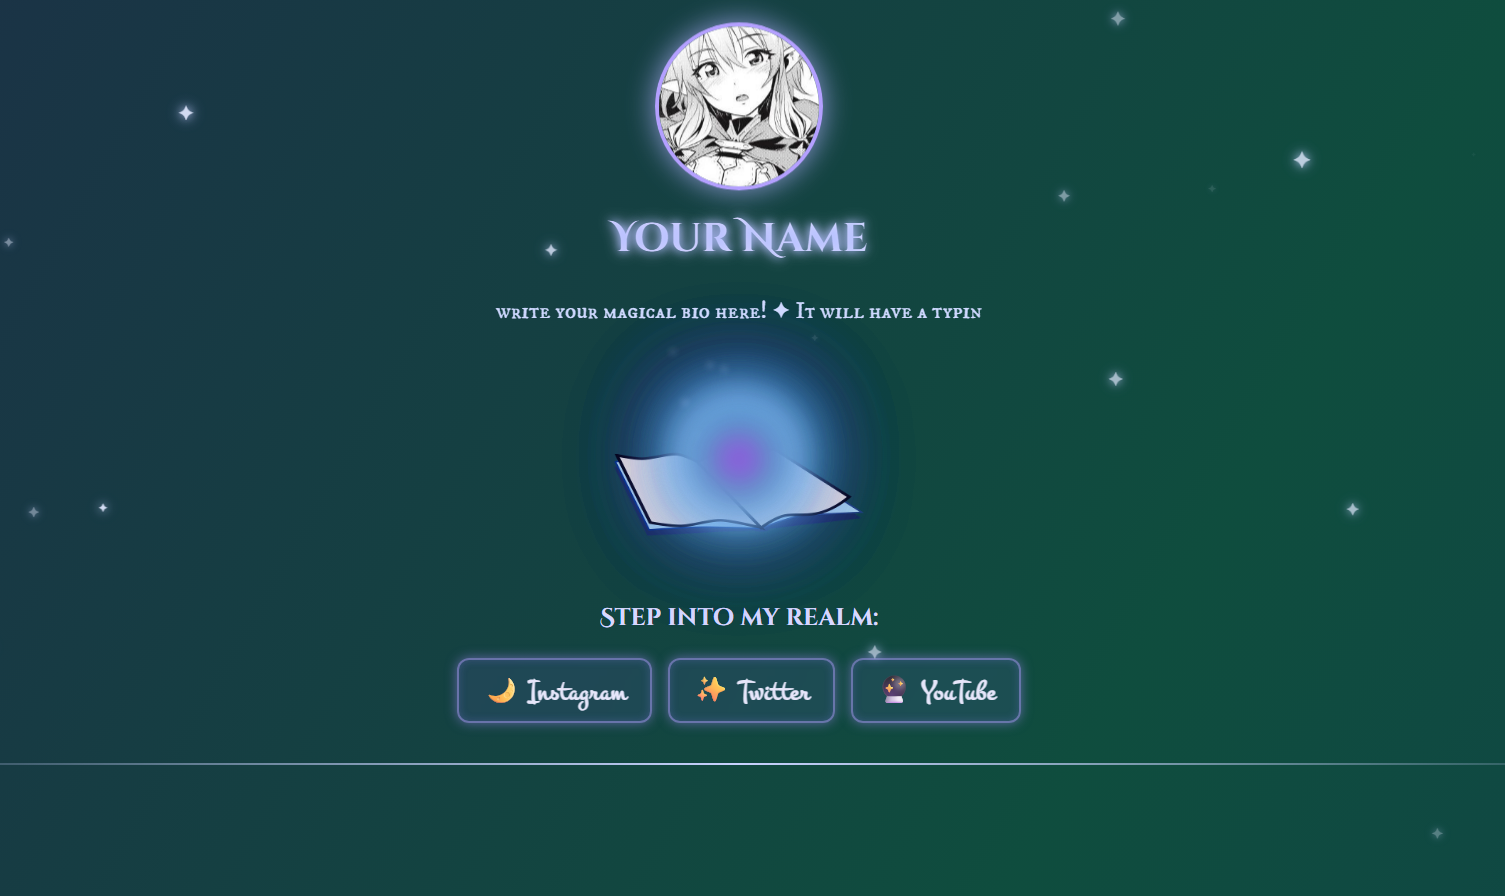 Your Name
write your magical bio here! ✦ It will have a typin
Step into my realm:
🌙 Instagram
✨ Twitter
🔮 YouTube